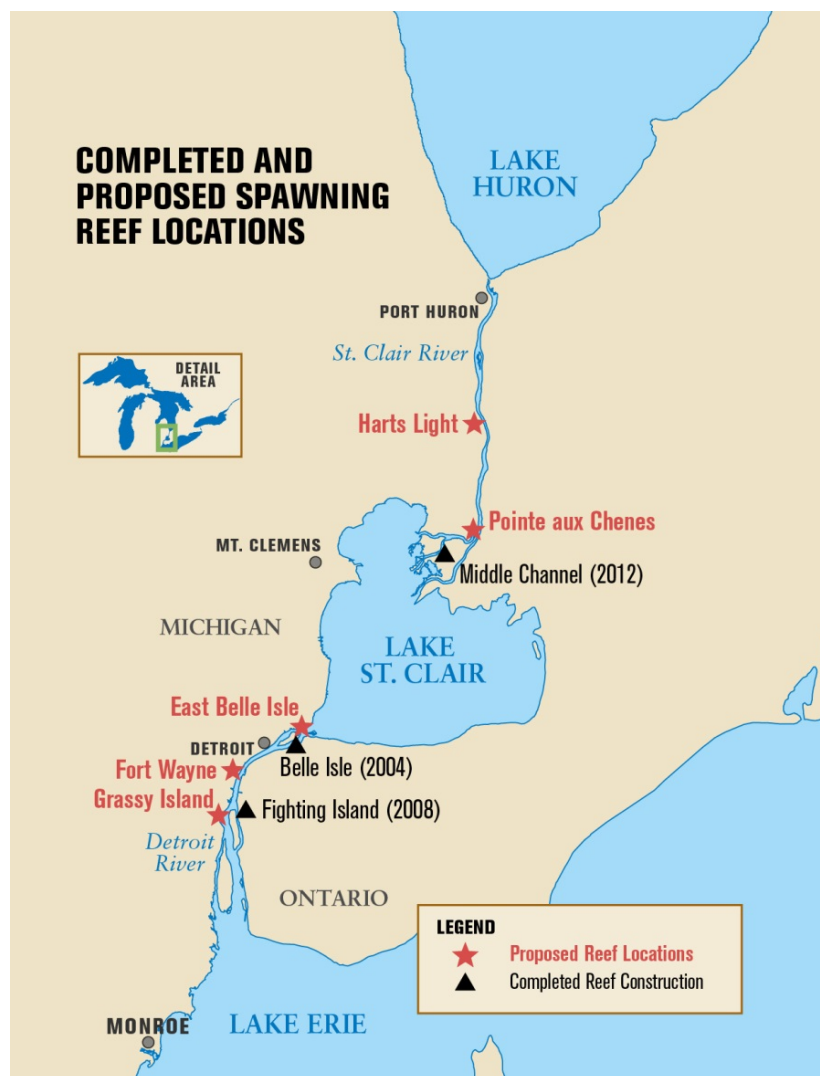 COMPLETED AND
PROPOSED SPAWNING
REEF LOCATIONS
LAKE
HURON
PORT HURON
St. Clair River
DETAIL
AREA
Harts Light
Pointe aux Chenes
MT. CLEMENS
Middle Channel (2012)
MICHIGAN
LAKE
ST. CLAIR
East Belle Isle
DETROIT
Belle Isle (2004)
Fort Wayne
Grassy Island
Fighting Island (2008)
Detroit
River
ONTARIO
LEGEND
Proposed Reef Locations
Completed Reef Construction
MONROE
LAKE ERIE